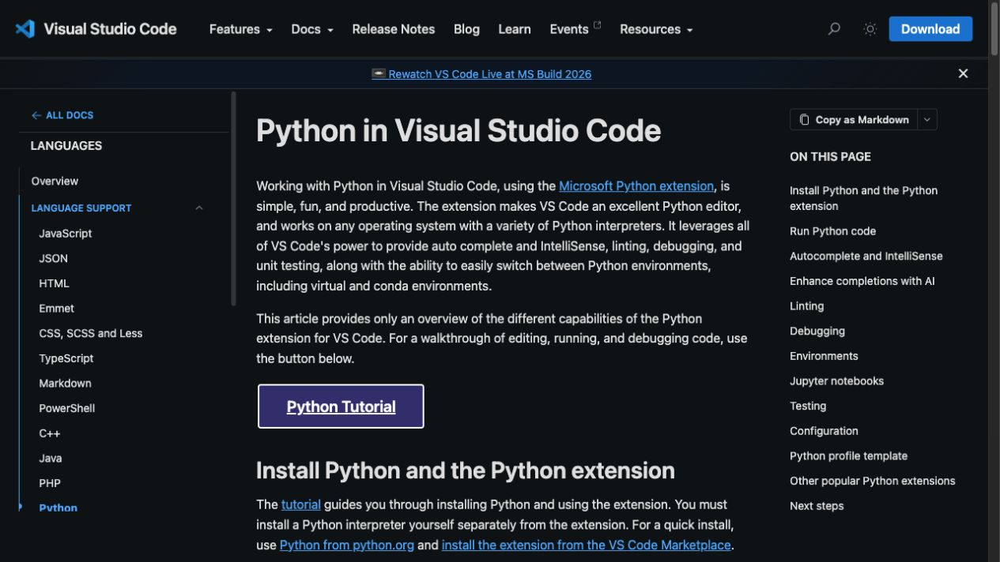 Visual Studio Code
Features
Docs
Release Notes
Blog
Learn
Events
Resources
Download
Rewatch VS Code Live at MS Build 2026
ALL DOCS
LANGUAGES
Overview
LANGUAGE SUPPORT
JavaScript
JSON
HTML
Emmet
CSS, SCSS and Less
TypeScript
Markdown
PowerShell
C++
Java
PHP
Python
Python in Visual Studio Code
Working with Python in Visual Studio Code, using the Microsoft Python extension, is
simple, fun, and productive. The extension makes VS Code an excellent Python editor,
and works on any operating system with a variety of Python interpreters. It leverages all
of VS Code's power to provide auto complete and IntelliSense, linting, debugging, and
unit testing, along with the ability to easily switch between Python environments,
including virtual and conda environments.
This article provides only an overview of the different capabilities of the Python
extension for VS Code. For a walkthrough of editing, running, and debugging code, use
the button below.
Python Tutorial
Install Python and the Python extension
The tutorial guides you through installing Python and using the extension. You must
install a Python interpreter yourself separately from the extension. For a quick install,
use Python from python.org and install the extension from the VS Code Marketplace.
Copy as Markdown
ON THIS PAGE
Install Python and the Python
extension
Run Python code
Autocomplete and IntelliSense
Enhance completions with AI
Linting
Debugging
Environments
Jupyter notebooks
Testing
Configuration
Python profile template
Other popular Python extensions
Next steps